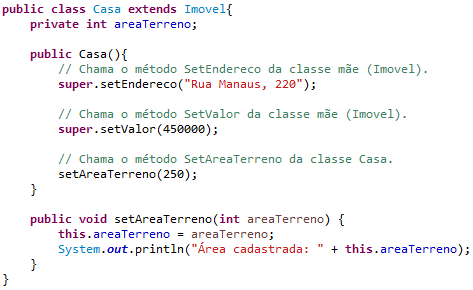 public class Casa extends Imovel{
    private int areaTerreno;

    public Casa(){
        // Chama o método SetEndereco da classe mãe (Imovel).
        super.setEndereco("Rua Manaus, 220");

        // Chama o método SetValor da classe mãe (Imovel).
        super.setValor(450000);

        // Chama o método SetAreaTerreno da classe Casa.
        setAreaTerreno(250);
    }

    public void setAreaTerreno(int areaTerreno) {
        this.areaTerreno = areaTerreno;
        System.out.println("Área cadastrada: " + this.areaTerreno);
    }
}